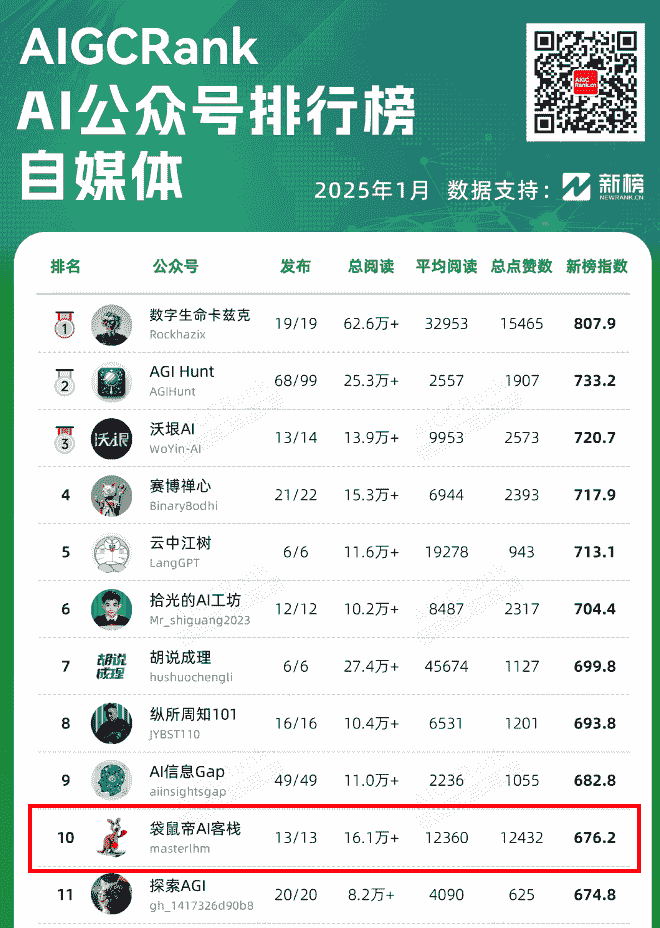 AIGCRank
AI公众号排行榜
自媒体
AIGC
Rank.cn
2025年1月 数据支持： 新榜
NEWRANK.CN
排名 公众号 发布 总阅读 平均阅读 总点赞数 新榜指数
1 数字生命卡兹克 19/19 62.6万+ 32953 15465 807.9
Rockhazix
2 AGI Hunt 68/99 25.3万+ 2557 1907 733.2
AGIHunt
3 沃垠AI 13/14 13.9万+ 9953 2573 720.7
WoYin-AI
4 赛博禅心 21/22 15.3万+ 6944 2393 717.9
BinaryBodhi
5 云中江树 6/6 11.6万+ 19278 943 713.1
LangGPT
6 拾光的AI工坊 12/12 10.2万+ 8487 2317 704.4
Mr_shiguang2023
7 胡说成理 6/6 27.4万+ 45674 1127 699.8
hushuochengli
8 纵所周知101 16/16 10.4万+ 6531 1201 693.8
JYBST110
9 AI信息Gap 49/49 11.0万+ 2236 1055 682.8
aiinsightsgap
10 袋鼠帝AI客栈 13/13 16.1万+ 12360 12432 676.2
masterlhm
11 探索AGI 20/20 8.2万+ 4090 625 674.8
gh_1417326d90b8